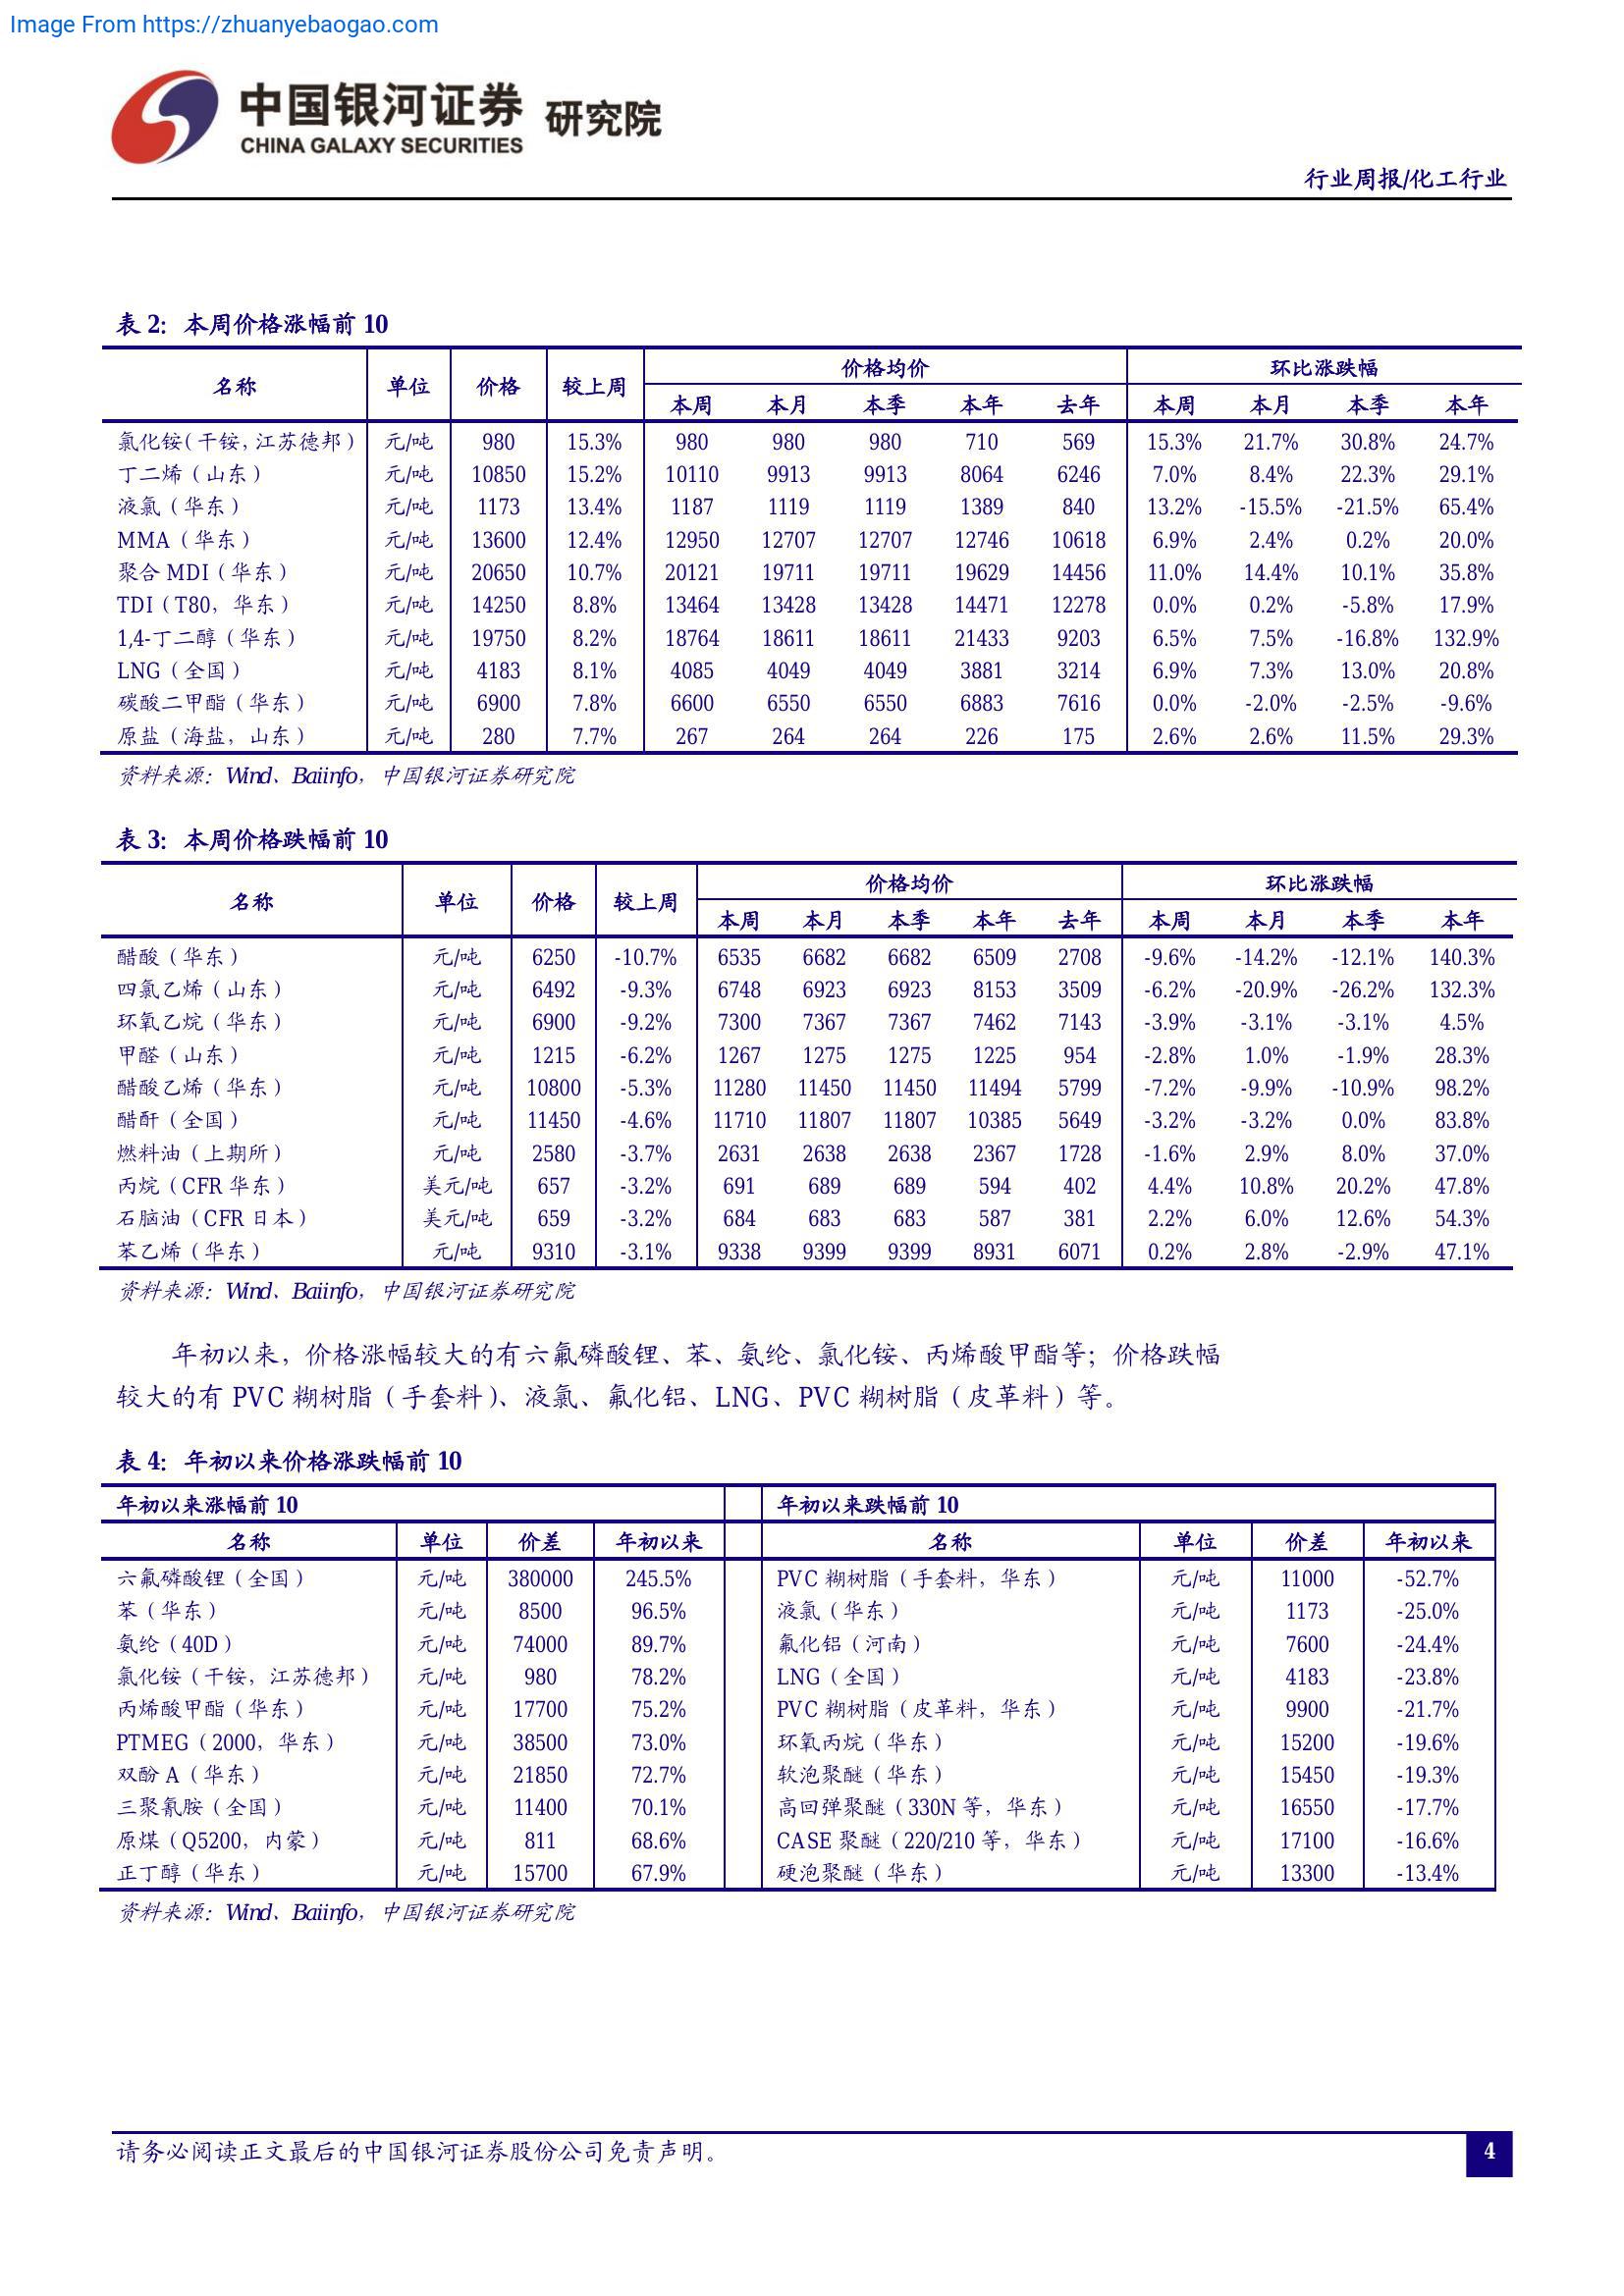 Image From https://zhuanyebaogao.com
中国银河证券 研究院
CHINA GALAXY SECURITIES
行业周报/化工行业
表 2：本周价格涨幅前 10
名称 单位 价格 较上周 价格均价 环比涨跌幅
本周 本月 本季 本年 去年 本周 本月 本季 本年
氯化铵（干铵，江苏德邦） 元/吨 980 15.3% 980 980 980 710 569 15.3% 21.7% 30.8% 24.7%
丁二烯（山东） 元/吨 10850 15.2% 10110 9913 9913 8064 6246 7.0% 8.4% 22.3% 29.1%
液氯（华东） 元/吨 1173 13.4% 1187 1119 1119 1389 840 13.2% -15.5% -21.5% 65.4%
MMA（华东） 元/吨 13600 12.4% 12950 12707 12707 12746 10618 6.9% 2.4% 0.2% 20.0%
聚合 MDI（华东） 元/吨 20650 10.7% 20121 19711 19711 19629 14456 11.0% 14.4% 10.1% 35.8%
TDI（T80，华东） 元/吨 14250 8.8% 13464 13428 13428 14471 12278 0.0% 0.2% -5.8% 17.9%
1,4-丁二醇（华东） 元/吨 19750 8.2% 18764 18611 18611 21433 9203 6.5% 7.5% -16.8% 132.9%
LNG（全国） 元/吨 4183 8.1% 4085 4049 4049 3881 3214 6.9% 7.3% 13.0% 20.8%
碳酸二甲酯（华东） 元/吨 6900 7.8% 6600 6550 6550 6883 7616 0.0% -2.0% -2.5% -9.6%
原盐（海盐，山东） 元/吨 280 7.7% 267 264 264 226 175 2.6% 2.6% 11.5% 29.3%
资料来源：Wind、Baiinfo，中国银河证券研究院
表 3：本周价格跌幅前 10
名称 单位 价格 较上周 价格均价 环比涨跌幅
本周 本月 本季 本年 去年 本周 本月 本季 本年
醋酸（华东） 元/吨 6250 -10.7% 6535 6682 6682 6509 2708 -9.6% -14.2% -12.1% 140.3%
四氯乙烯（山东） 元/吨 6492 -9.3% 6748 6923 6923 8153 3509 -6.2% -20.9% -26.2% 132.3%
环氧乙烷（华东） 元/吨 6900 -9.2% 7300 7367 7367 7462 7143 -3.9% -3.1% -3.1% 4.5%
甲醛（山东） 元/吨 1215 -6.2% 1267 1275 1275 1225 954 -2.8% 1.0% -1.9% 28.3%
醋酸乙烯（华东） 元/吨 10800 -5.3% 11280 11450 11450 11494 5799 -7.2% -9.9% -10.9% 98.2%
醋酐（全国） 元/吨 11450 -4.6% 11710 11807 11807 10385 5649 -3.2% -3.2% 0.0% 83.8%
燃料油（上期所） 元/吨 2580 -3.7% 2631 2638 2638 2367 1728 -1.6% 2.9% 8.0% 37.0%
丙烷（CFR 华东） 美元/吨 657 -3.2% 691 689 689 594 402 4.4% 10.8% 20.2% 47.8%
石脑油（CFR 日本） 美元/吨 659 -3.2% 684 683 683 587 381 2.2% 6.0% 12.6% 54.3%
苯乙烯（华东） 元/吨 9310 -3.1% 9338 9399 9399 8931 6071 0.2% 2.8% -2.9% 47.1%
资料来源：Wind、Baiinfo，中国银河证券研究院
年初以来，价格涨幅较大的有六氟磷酸锂、苯、氨纶、氯化铵、丙烯酸甲酯等；价格跌幅
较大的有 PVC 糊树脂（手套料）、液氯、氟化铝、LNG、PVC 糊树脂（皮革料）等。
表 4：年初以来价格涨跌幅前 10
年初以来涨幅前 10 年初以来跌幅前 10
名称 单位 价差 年初以来 名称 单位 价差 年初以来
六氟磷酸锂（全国） 元/吨 380000 245.5% PVC 糊树脂（手套料，华东） 元/吨 11000 -52.7%
苯（华东） 元/吨 8500 96.5% 液氯（华东） 元/吨 1173 -25.0%
氨纶（40D） 元/吨 74000 89.7% 氟化铝（河南） 元/吨 7600 -24.4%
氯化铵（干铵，江苏德邦） 元/吨 980 78.2% LNG（全国） 元/吨 4183 -23.8%
丙烯酸甲酯（华东） 元/吨 17700 75.2% PVC 糊树脂（皮革料，华东） 元/吨 9900 -21.7%
PTMEG（2000，华东） 元/吨 38500 73.0% 环氧丙烷（华东） 元/吨 15200 -19.6%
双酚 A（华东） 元/吨 21850 72.7% 软泡聚醚（华东） 元/吨 15450 -19.3%
三聚氰胺（全国） 元/吨 11400 70.1% 高回弹聚醚（330N 等，华东） 元/吨 16550 -17.7%
原煤（Q5200，内蒙） 元/吨 811 68.6% CASE 聚醚（220/210 等，华东） 元/吨 17100 -16.6%
正丁醇（华东） 元/吨 15700 67.9% 硬泡聚醚（华东） 元/吨 13300 -13.4%
资料来源：Wind、Baiinfo，中国银河证券研究院
请务必阅读正文最后的中国银河证券股份公司免责声明。
4